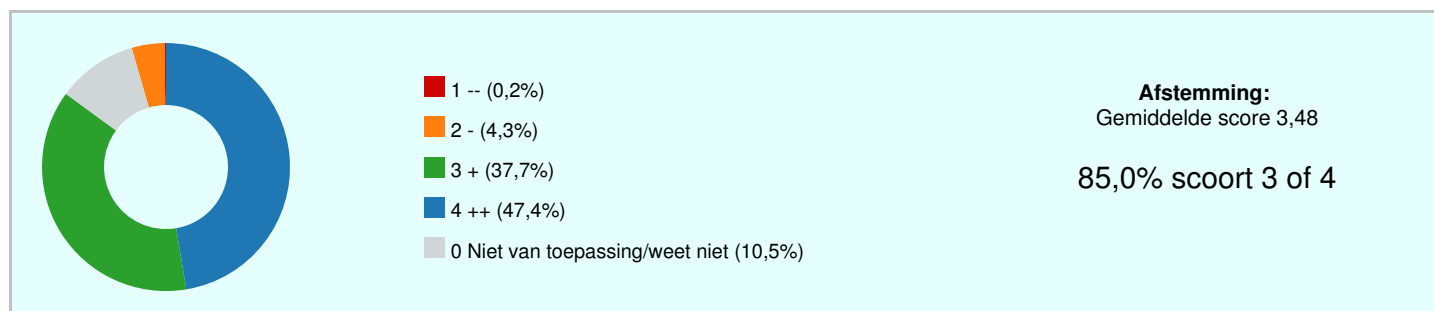 1 -- (0,2%)
2 - (4,3%)
3 + (37,7%)
4 ++ (47,4%)
0 Niet van toepassing/weet niet (10,5%)
Afstemming:
Gemiddelde score 3,48
85,0% scoort 3 of 4